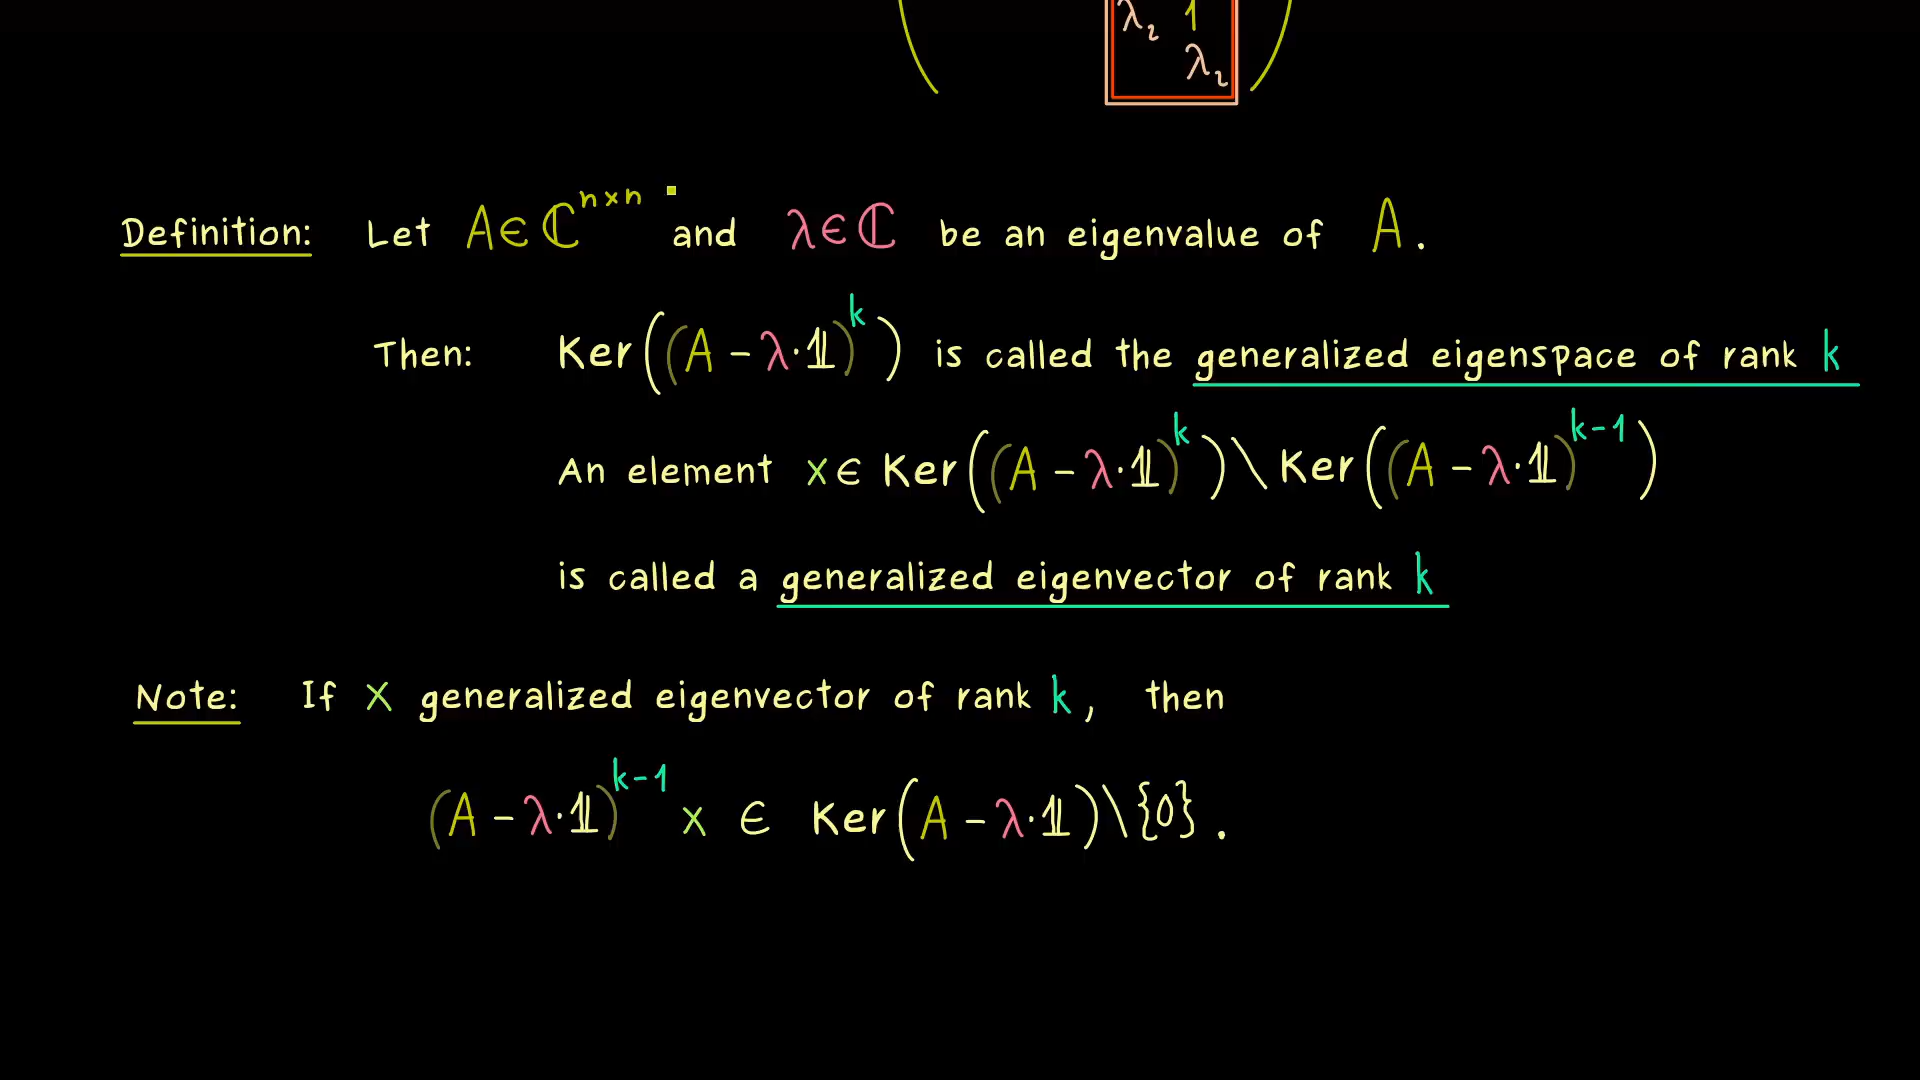 λ₂ 1
λ₂
Definition: Let A ∈ ℂⁿˣⁿ and λ ∈ ℂ be an eigenvalue of A.
Then: Ker((A − λ·𝟙)ᵏ) is called the generalized eigenspace of rank k
An element x ∈ Ker((A − λ·𝟙)ᵏ) \ Ker((A − λ·𝟙)ᵏ⁻¹)
is called a generalized eigenvector of rank k
Note: If x generalized eigenvector of rank k, then
(A − λ·𝟙)ᵏ⁻¹ x ∈ Ker(A − λ·𝟙) \ {0}.